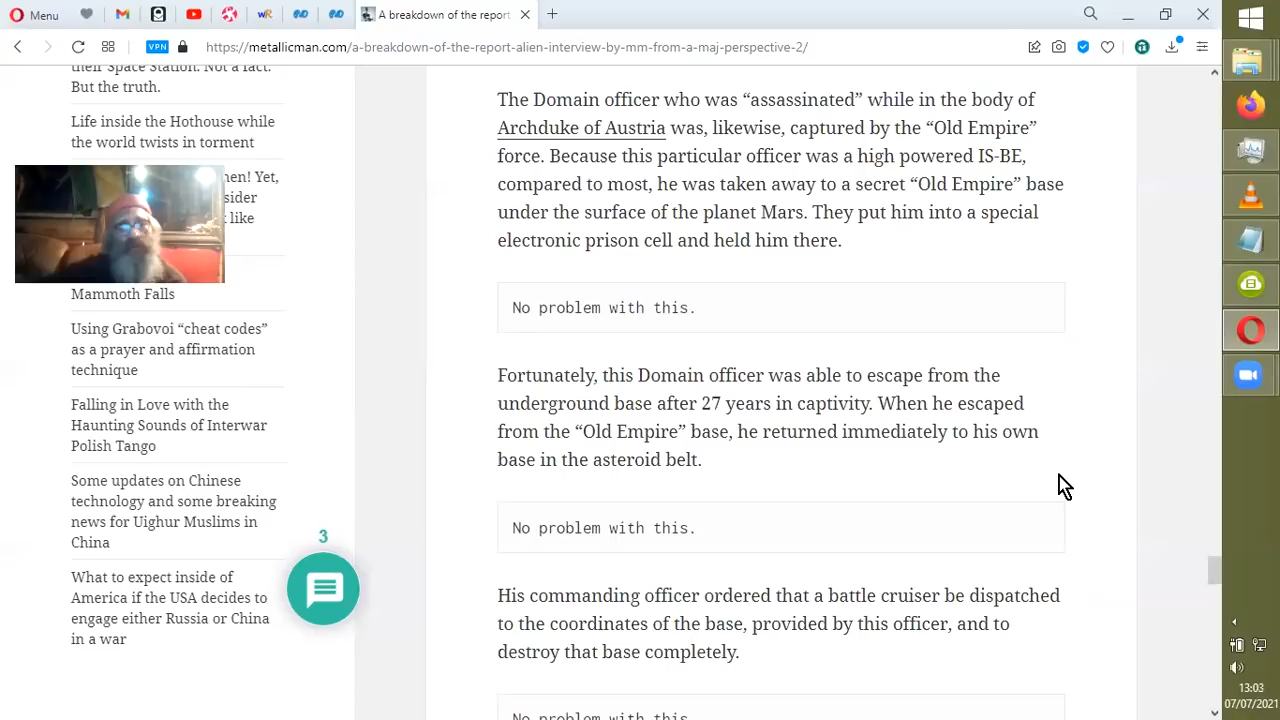 Menu
A breakdown of the report
VPN
https://metallicman.com/a-breakdown-of-the-report-alien-interview-by-mm-from-a-maj-perspective-2/
their Space Station. Not a fact.
But the truth.
Life inside the Hothouse while
the world twists in torment
men! Yet,
sider
like
Mammoth Falls
Using Grabovoi “cheat codes”
as a prayer and affirmation
technique
Falling in Love with the
Haunting Sounds of Interwar
Polish Tango
Some updates on Chinese
technology and some breaking
news for Uighur Muslims in
China
What to expect inside of
America if the USA decides to
engage either Russia or China
in a war
3
The Domain officer who was “assassinated” while in the body of
Archduke of Austria was, likewise, captured by the “Old Empire”
force. Because this particular officer was a high powered IS-BE,
compared to most, he was taken away to a secret “Old Empire” base
under the surface of the planet Mars. They put him into a special
electronic prison cell and held him there.
No problem with this.
Fortunately, this Domain officer was able to escape from the
underground base after 27 years in captivity. When he escaped
from the “Old Empire” base, he returned immediately to his own
base in the asteroid belt.
No problem with this.
His commanding officer ordered that a battle cruiser be dispatched
to the coordinates of the base, provided by this officer, and to
destroy that base completely.
No problem with this.
13:03
07/07/2021